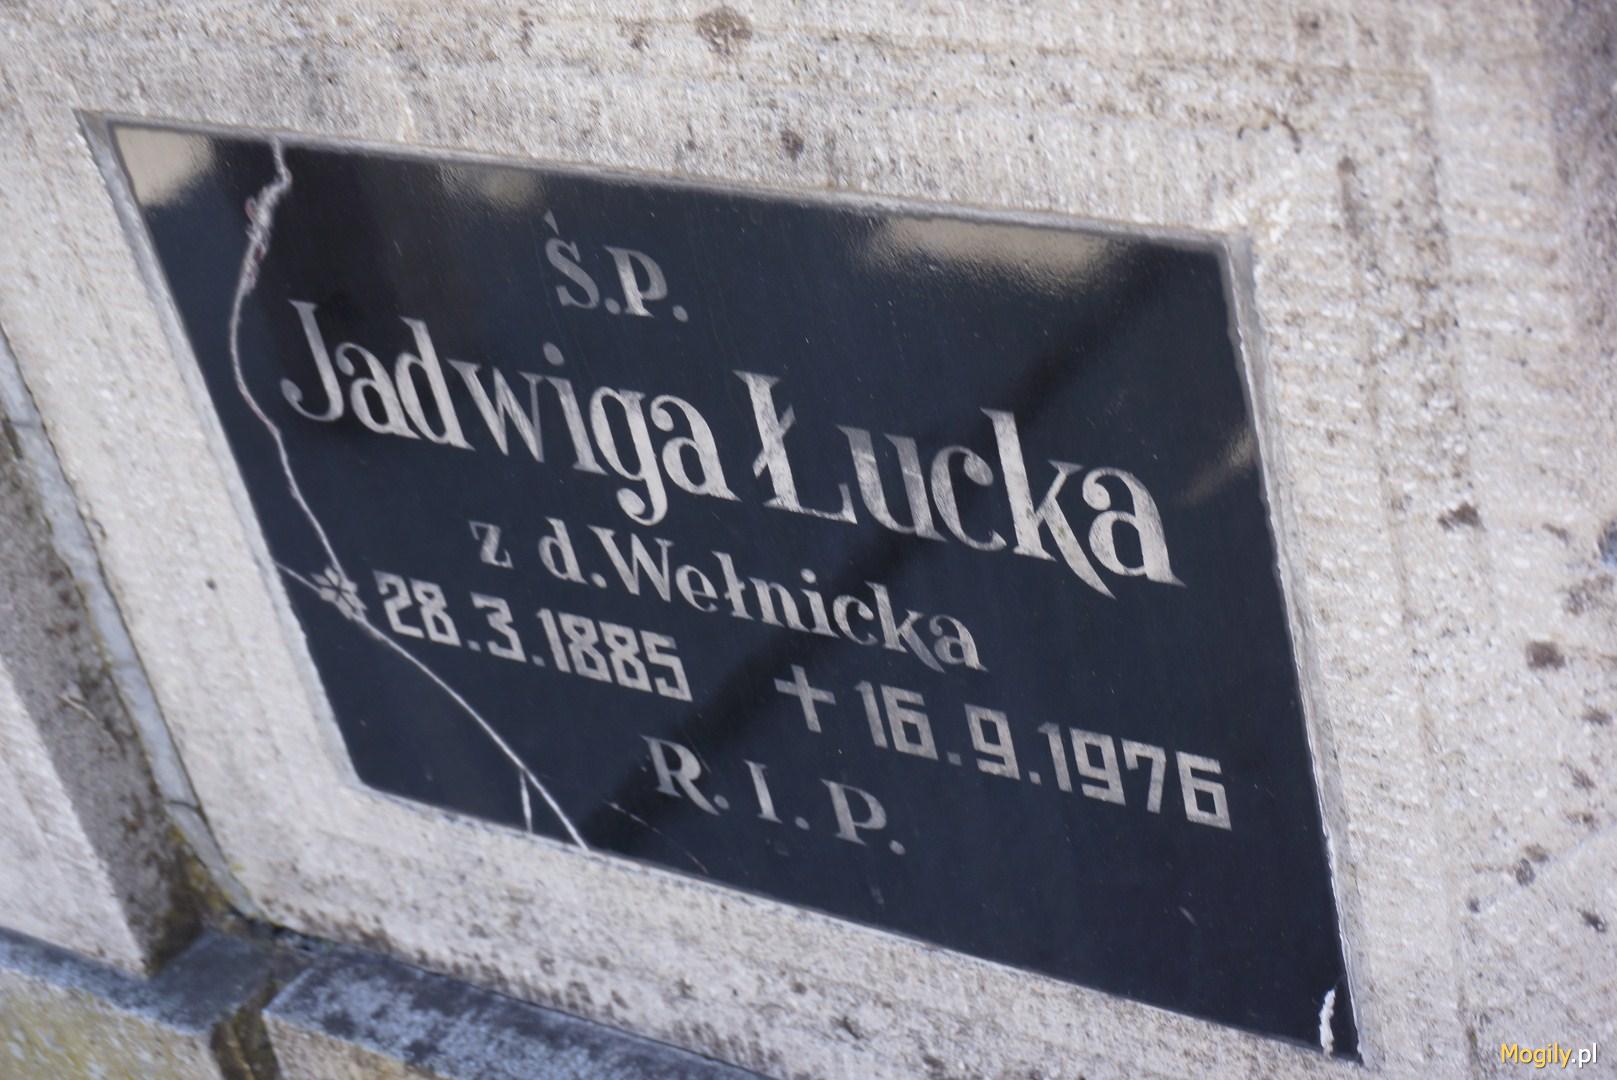 Ś.P.
Jadwiga Łucka
z d. Wełnicka
* 28.3.1885
+ 16.9.1976
R.I.P.
Mogily.pl